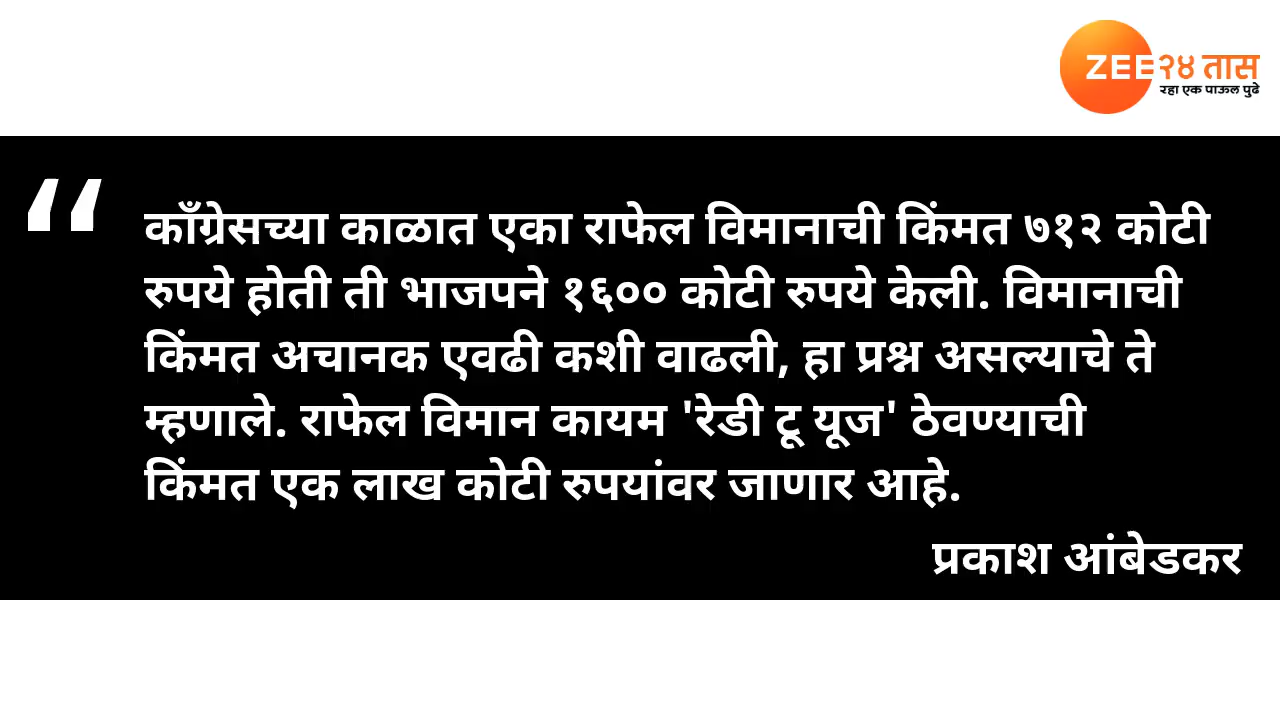 ZEE २४ तास
रहा एक पाऊल पुढे
“
काँग्रेसच्या काळात एका राफेल विमानाची किंमत ७१२ कोटी
रुपये होती ती भाजपने १६०० कोटी रुपये केली. विमानाची
किंमत अचानक एवढी कशी वाढली, हा प्रश्न असल्याचे ते
म्हणाले. राफेल विमान कायम 'रेडी टू यूज' ठेवण्याची
किंमत एक लाख कोटी रुपयांवर जाणार आहे.
प्रकाश आंबेडकर